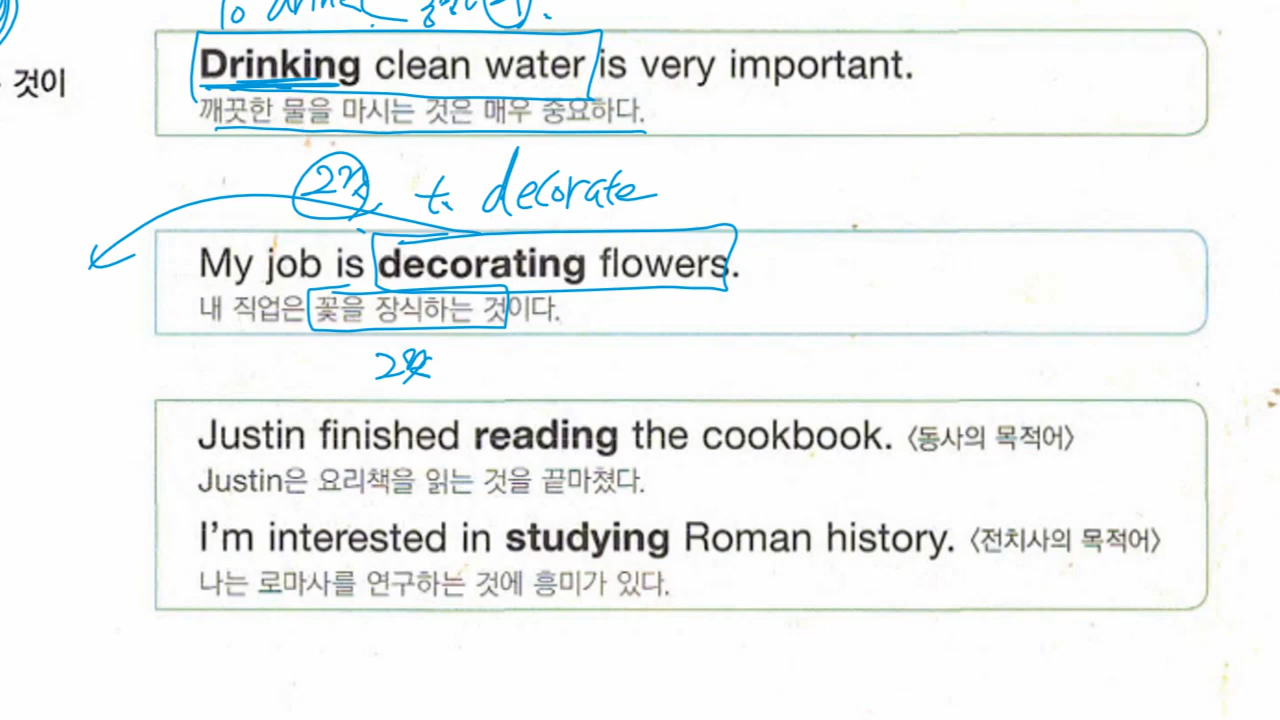 To drink
것이
Drinking clean water is very important.
깨끗한 물을 마시는 것은 매우 중요하다.
to decorate
My job is decorating flowers.
내 직업은 꽃을 장식하는 것이다.
Justin finished reading the cookbook. 〈동사의 목적어〉
Justin은 요리책을 읽는 것을 끝마쳤다.
I'm interested in studying Roman history. 〈전치사의 목적어〉
나는 로마사를 연구하는 것에 흥미가 있다.